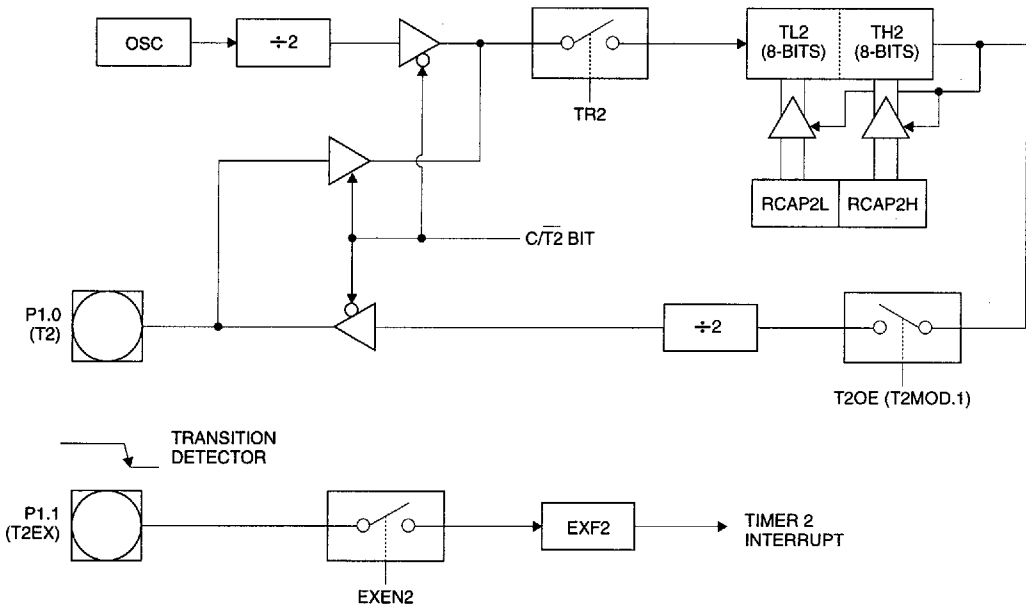 OSC
÷2
TR2
TL2
(8-BITS)
TH2
(8-BITS)
RCAP2L
RCAP2H
C/T̅2̅ BIT
P1.0
(T2)
÷2
T2OE (T2MOD.1)
TRANSITION
DETECTOR
P1.1
(T2EX)
EXEN2
EXF2
TIMER 2
INTERRUPT